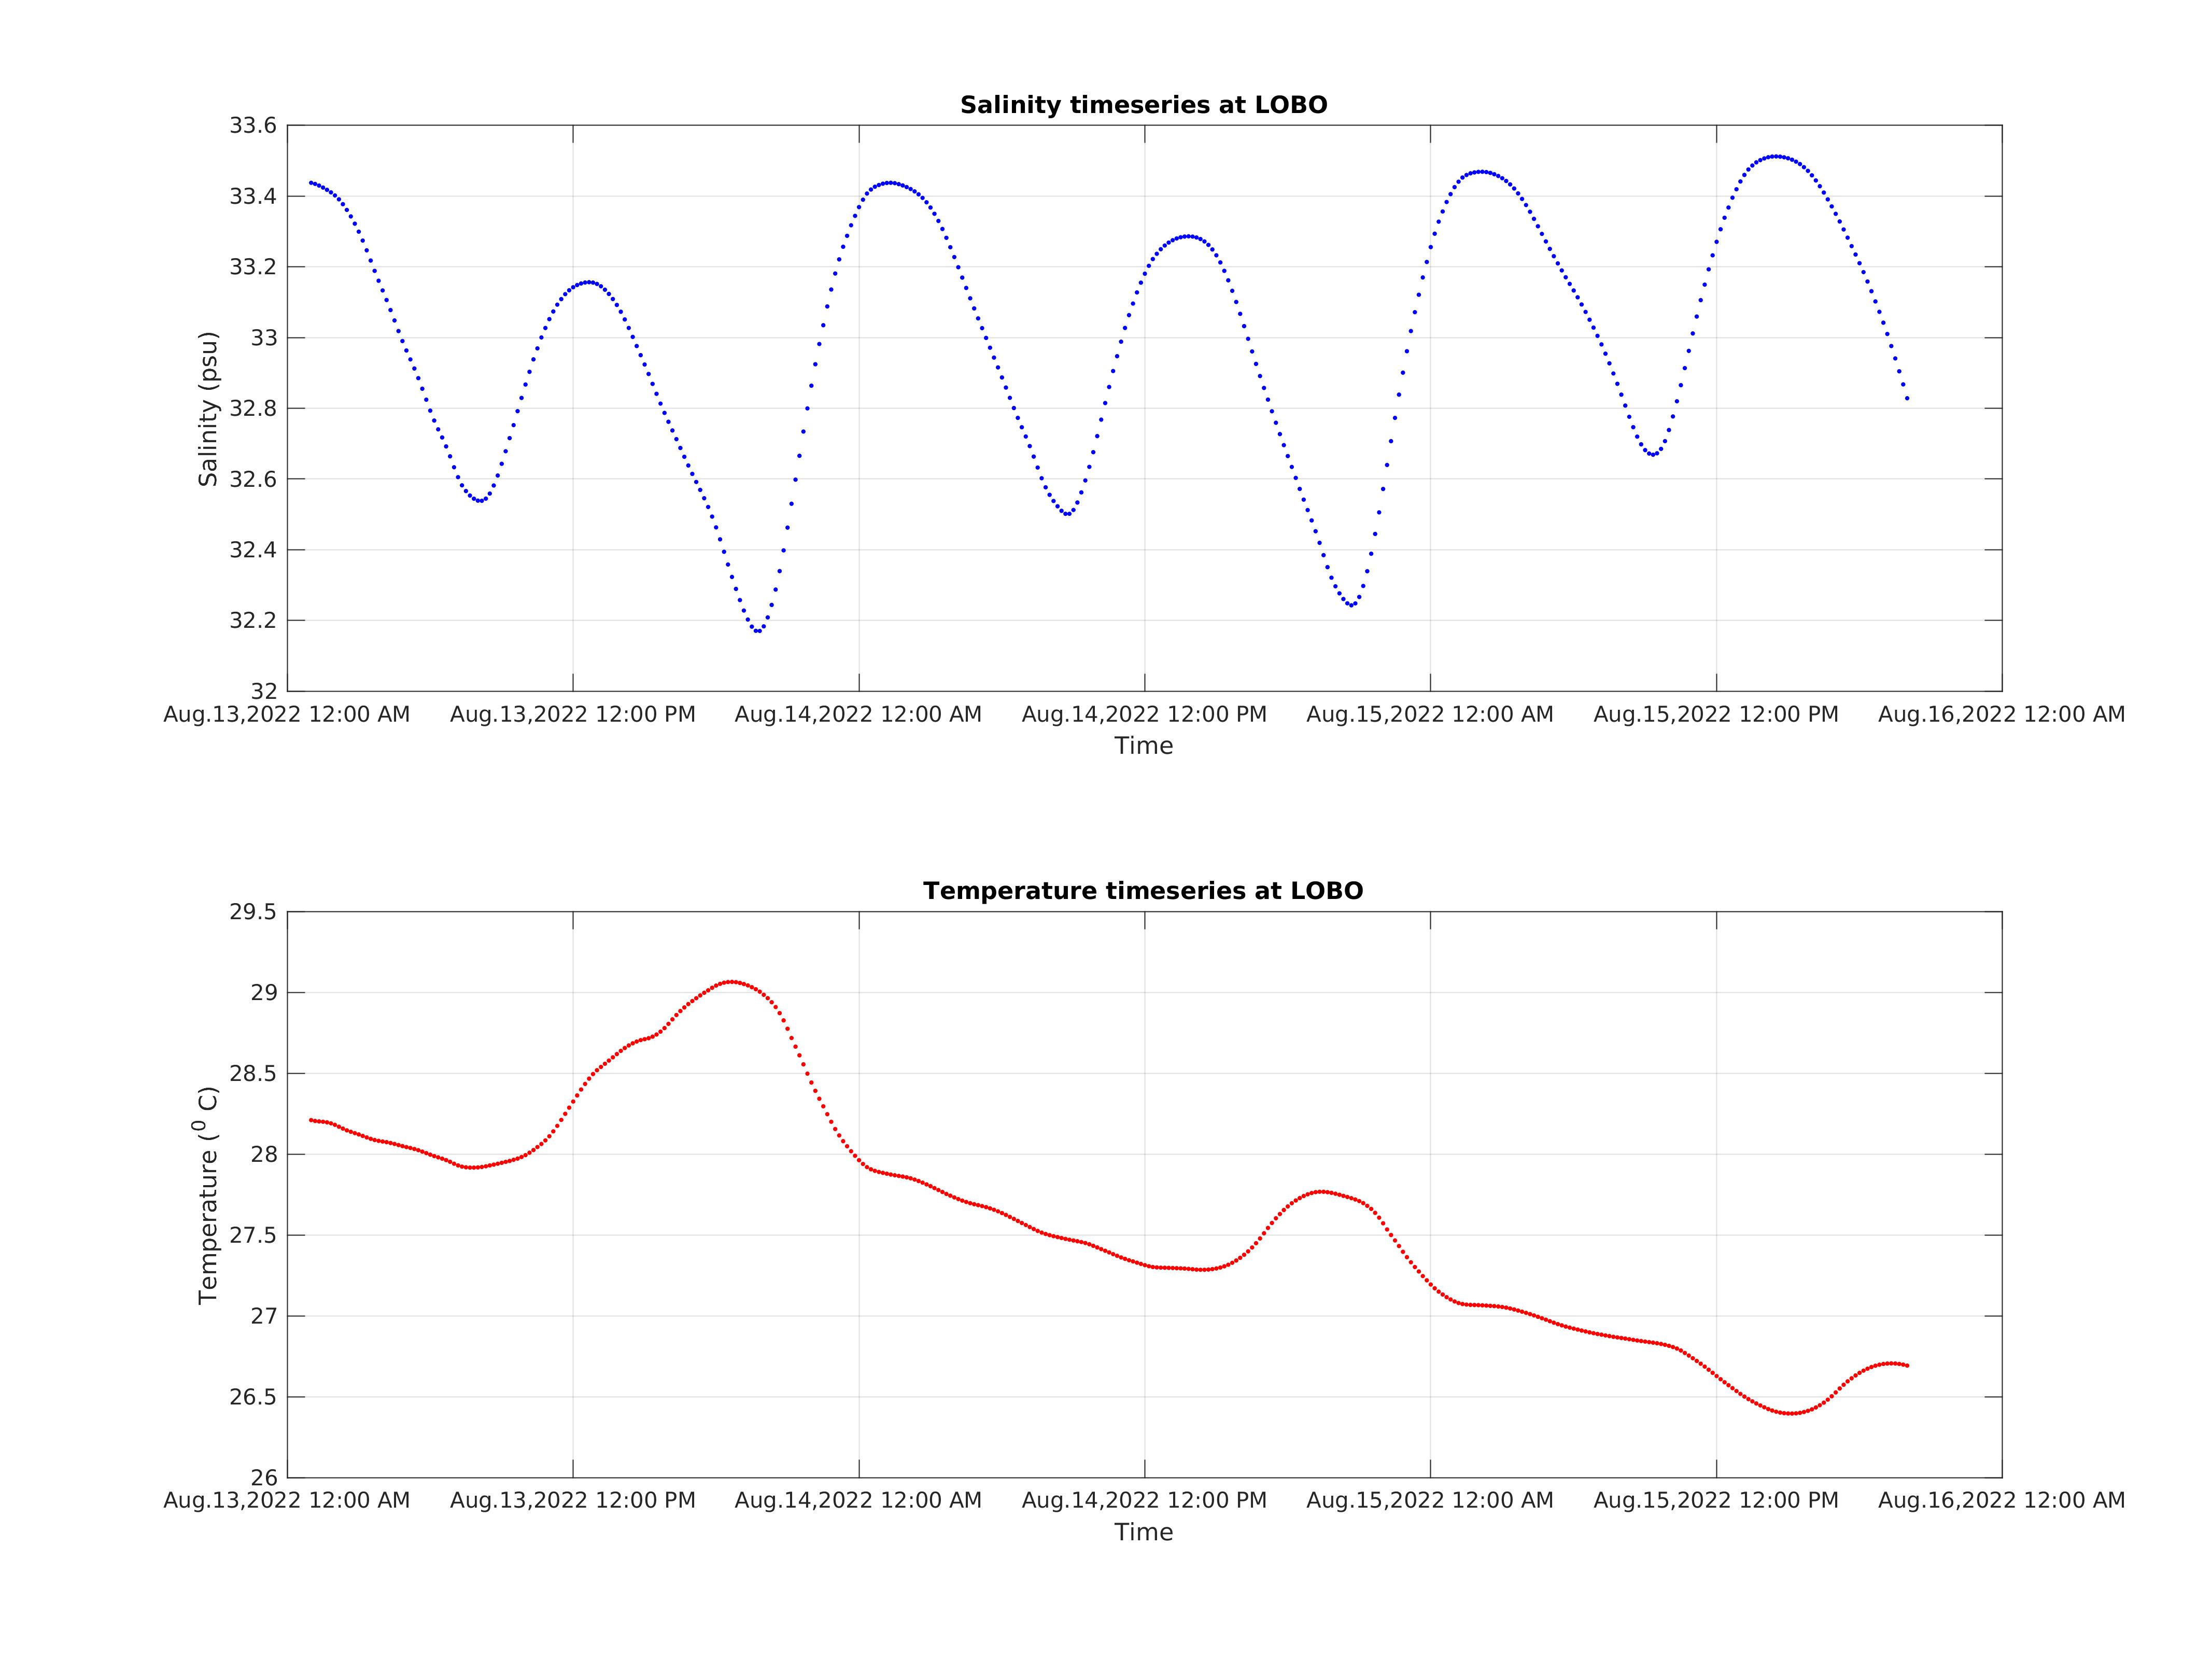 Salinity timeseries at LOBO
33.6
33.4
33.2
33
32.8
32.6
32.4
32.2
32
Salinity (psu)
Aug.13,2022 12:00 AM Aug.13,2022 12:00 PM Aug.14,2022 12:00 AM Aug.14,2022 12:00 PM Aug.15,2022 12:00 AM Aug.15,2022 12:00 PM Aug.16,2022 12:00 AM
Time
Temperature timeseries at LOBO
29.5
29
28.5
28
27.5
27
26.5
26
Temperature (⁰ C)
Aug.13,2022 12:00 AM Aug.13,2022 12:00 PM Aug.14,2022 12:00 AM Aug.14,2022 12:00 PM Aug.15,2022 12:00 AM Aug.15,2022 12:00 PM Aug.16,2022 12:00 AM
Time